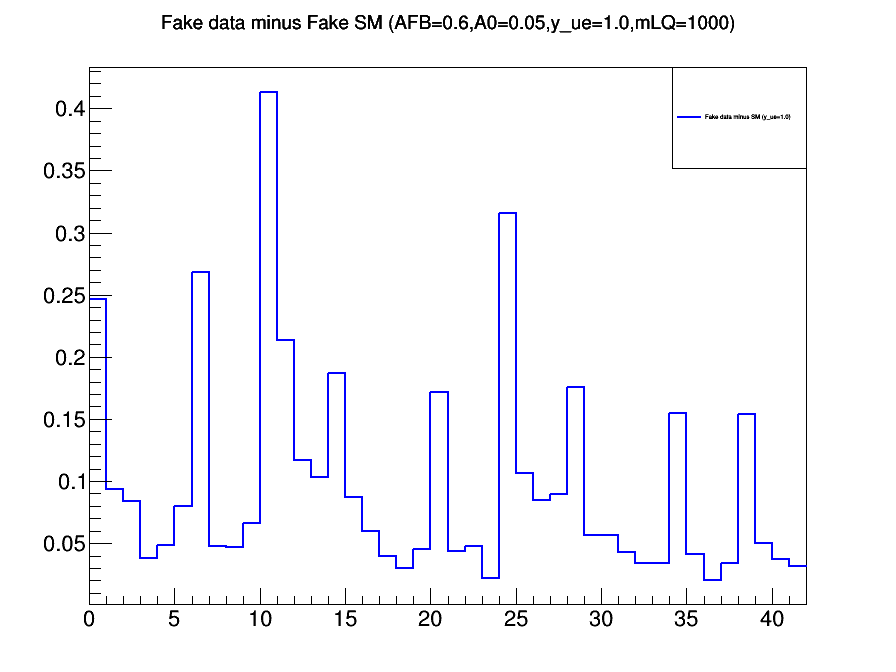 Fake data minus Fake SM (AFB=0.6,A0=0.05,y_ue=1.0,mLQ=1000)
Fake data minus SM (y_ue=1.0)
0.4
0.35
0.3
0.25
0.2
0.15
0.1
0.05
0 5 10 15 20 25 30 35 40